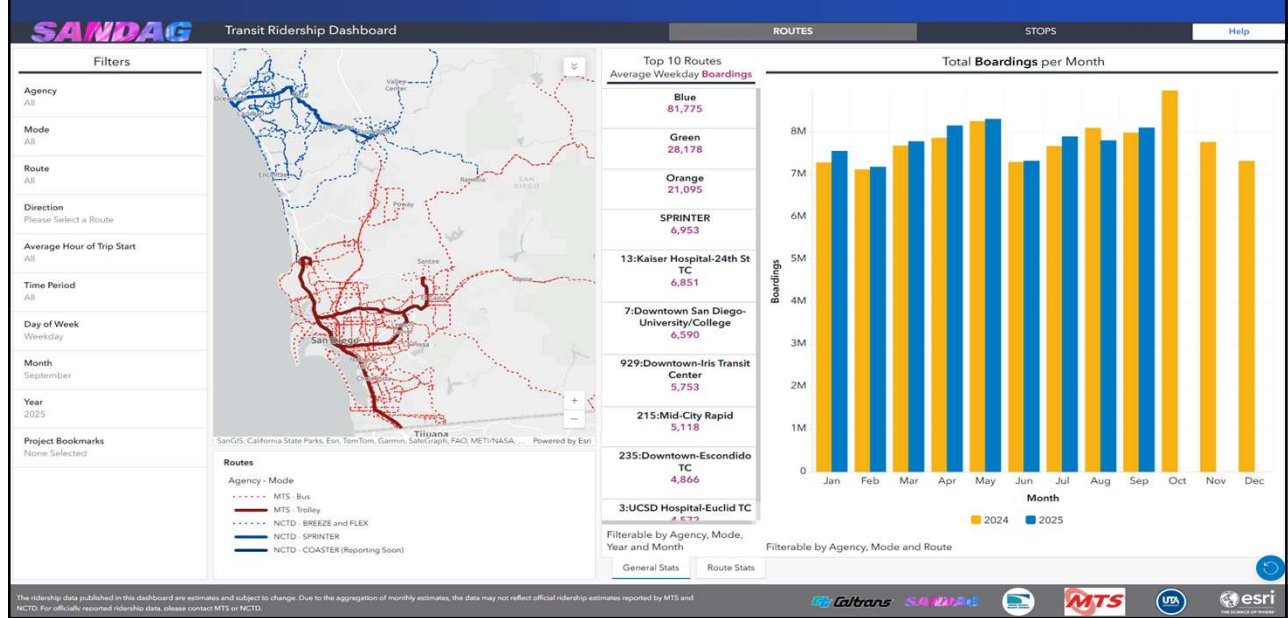 SANDAG
Transit Ridership Dashboard
ROUTES
STOPS
Help
Filters
Agency
All
Mode
All
Route
All
Direction
Please Select a Route
Average Hour of Trip Start
All
Time Period
All
Day of Week
Weekday
Month
September
Year
2025
Project Bookmarks
None Selected
Valley
Center
Encinitas
Ramona
SAN
DIEGO
Poway
Santee
Alpine
El Cajon
San Diego
Tijuana
+
−
SanGIS, California State Parks, Esri, TomTom, Garmin, SafeGraph, FAO, METI/NASA, ...
Powered by Esri
Routes
Agency - Mode
MTS - Bus
MTS - Trolley
NCTD - BREEZE and FLEX
NCTD - SPRINTER
NCTD - COASTER (Reporting Soon)
Top 10 Routes
Average Weekday Boardings
Blue
81,775
Green
28,178
Orange
21,095
SPRINTER
6,953
13:Kaiser Hospital-24th St
TC
6,851
7:Downtown San Diego-
University/College
6,590
929:Downtown-Iris Transit
Center
5,753
215:Mid-City Rapid
5,118
235:Downtown-Escondido
TC
4,866
3:UCSD Hospital-Euclid TC
4,572
Filterable by Agency, Mode,
Year and Month
General Stats
Route Stats
Total Boardings per Month
Boardings
8M
7M
6M
5M
4M
3M
2M
1M
0
Jan Feb Mar Apr May Jun Jul Aug Sep Oct Nov Dec
Month
2024 2025
Filterable by Agency, Mode and Route
The ridership data published in this dashboard are estimates and subject to change. Due to the aggregation of monthly estimates, the data may not reflect official ridership estimates reported by MTS and
NCTD. For officially reported ridership data, please contact MTS or NCTD.
Caltrans
SANDAG
MTS
UTA
esri
THE SCIENCE OF WHERE